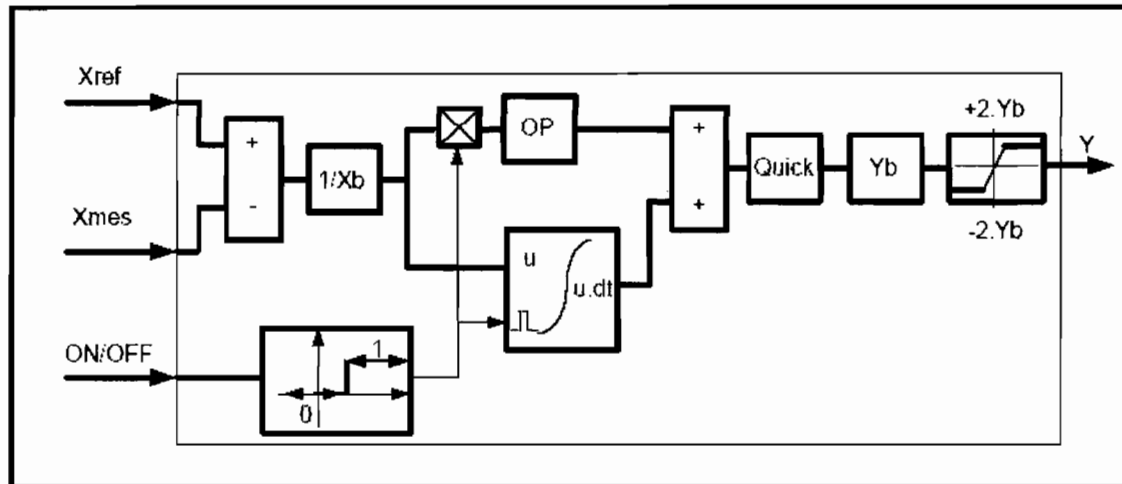 Xref
+2.Yb
OP
+
+
Y
1/Xb
Quick
Yb
-
Xmes
+
-2.Yb
u
u.dt
ON/OFF
1
0